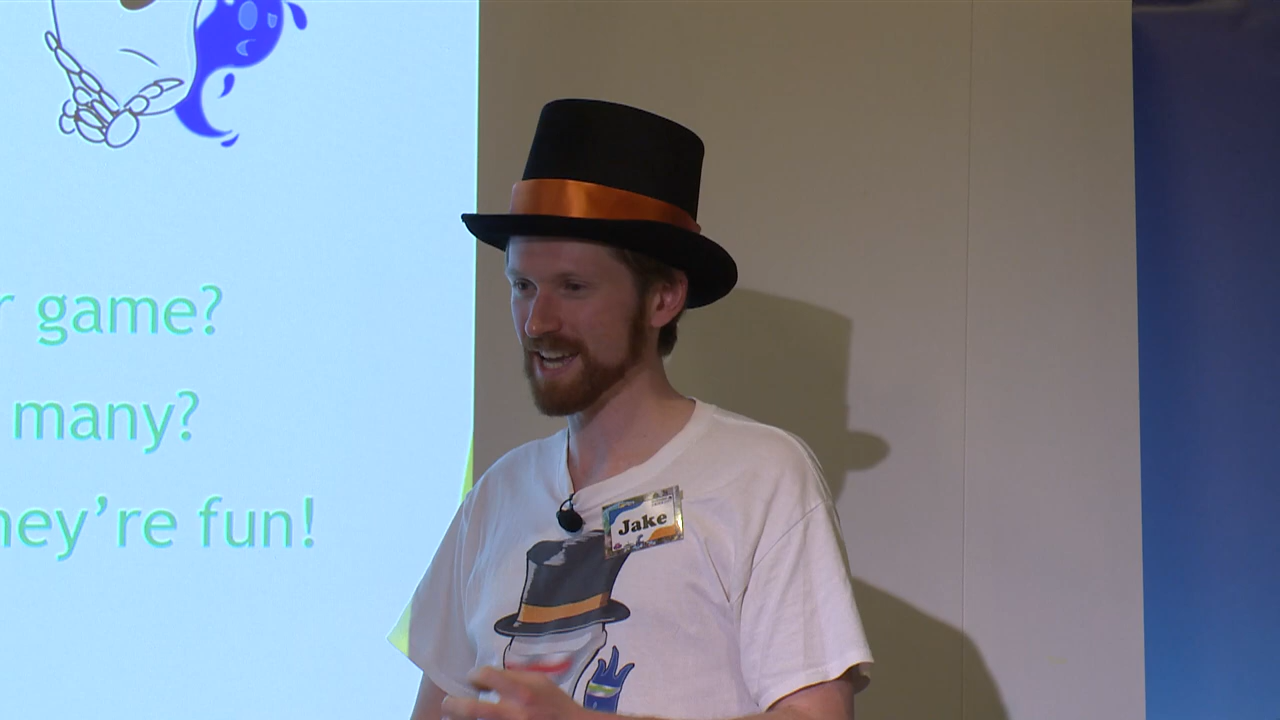 r game?
many?
hey’re fun!
Jake